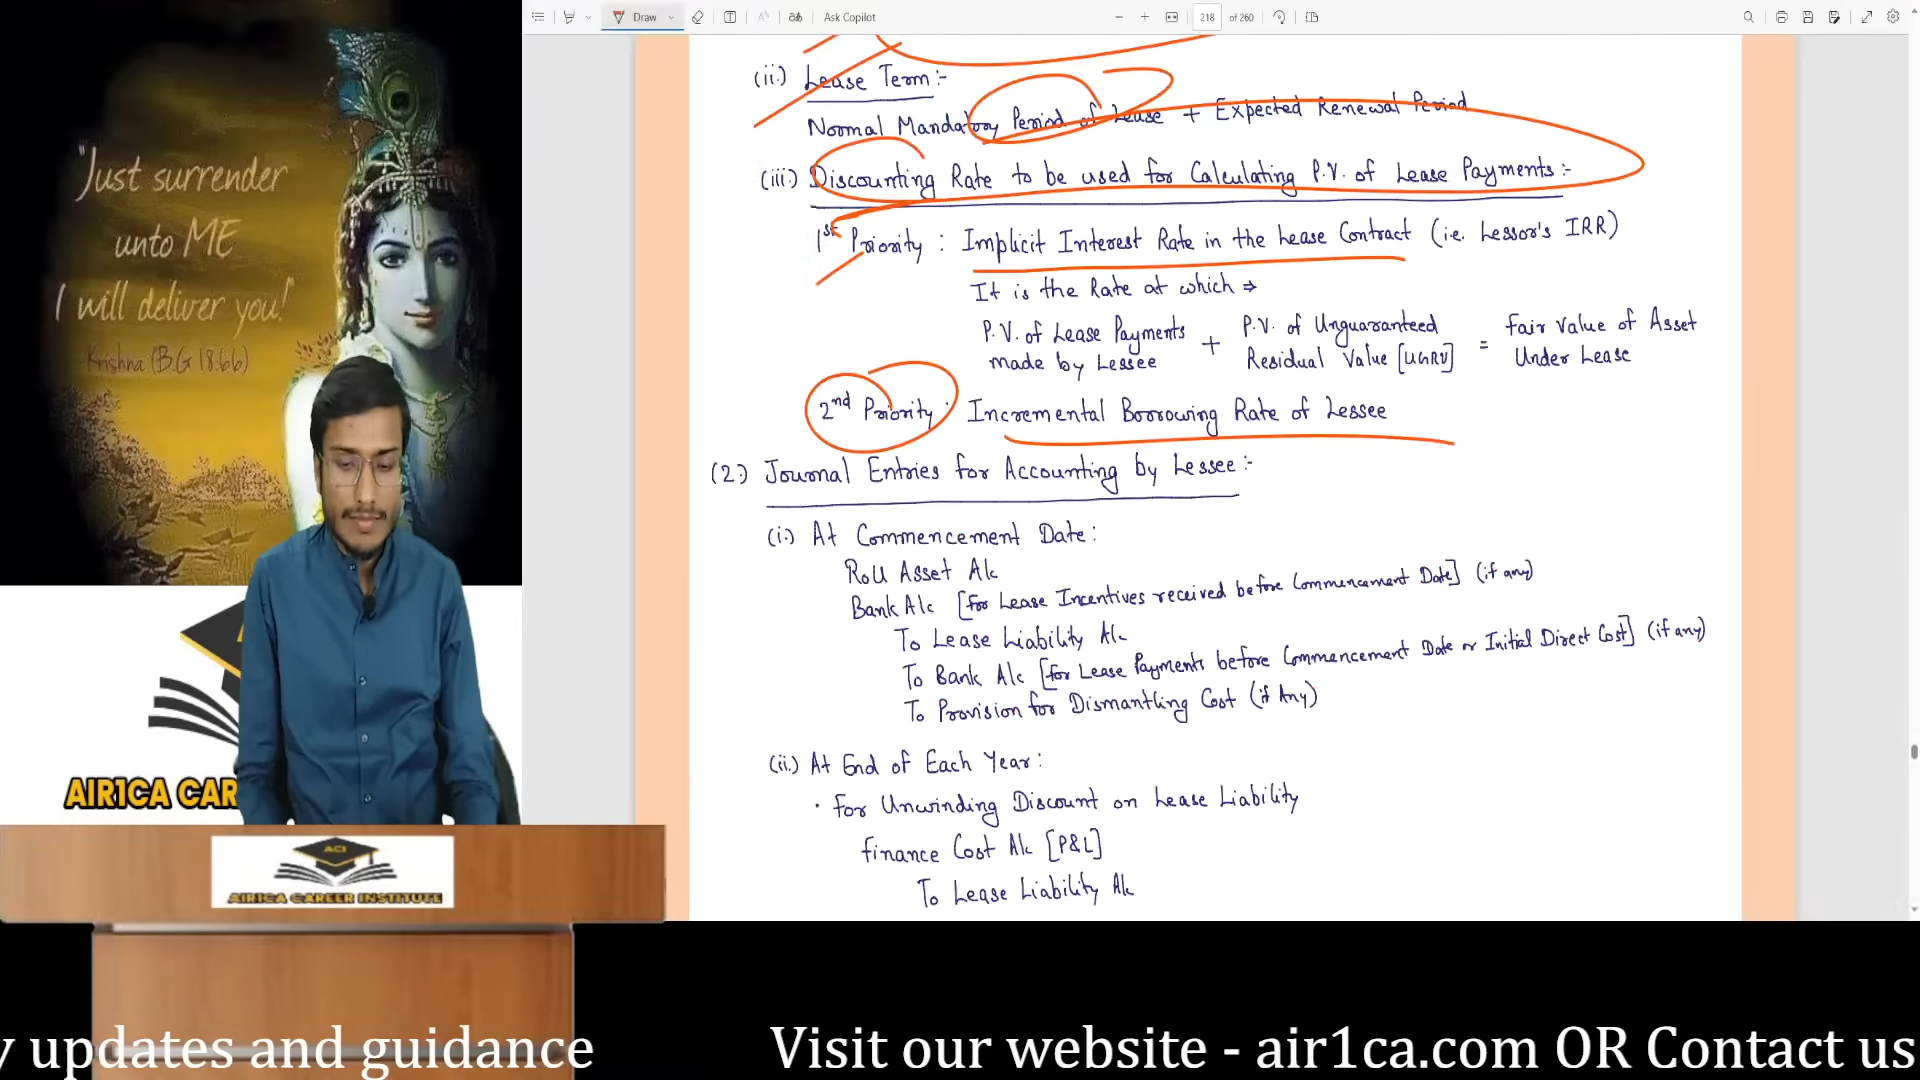 Draw
Ask Copilot
218 of 260
"Just surrender
unto ME
I will deliver you!"
Krishna (B.G 18.66)
(ii.) Lease Term :-
Normal Mandatory Period of Lease + Expected Renewal Period
(iii.) Discounting Rate to be used for Calculating P.V. of Lease Payments :-
1st Priority : Implicit Interest Rate in the Lease Contract (i.e. Lessor's IRR)
It is the Rate at which ⇒
P.V. of Lease Payments made by Lessee + P.V. of Unguaranteed Residual Value [UGRV] = Fair Value of Asset Under Lease
2nd Priority : Incremental Borrowing Rate of Lessee
(2.) Journal Entries for Accounting by Lessee :-
(i.) At Commencement Date :
ROU Asset A/c
Bank A/c [for Lease Incentives received before Commencement Date] (if any)
To Lease Liability A/c
To Bank A/c [for Lease Payments before Commencement Date or Initial Direct Cost] (if any)
To Provision for Dismantling Cost (if Any)
(ii.) At End of Each Year :
· For Unwinding Discount on Lease Liability
Finance Cost A/c [P&L]
To Lease Liability A/c
AIR1CA CAR
ACI
AIR1CA CAREER INSTITUTE
y updates and guidance Visit our website - air1ca.com OR Contact us